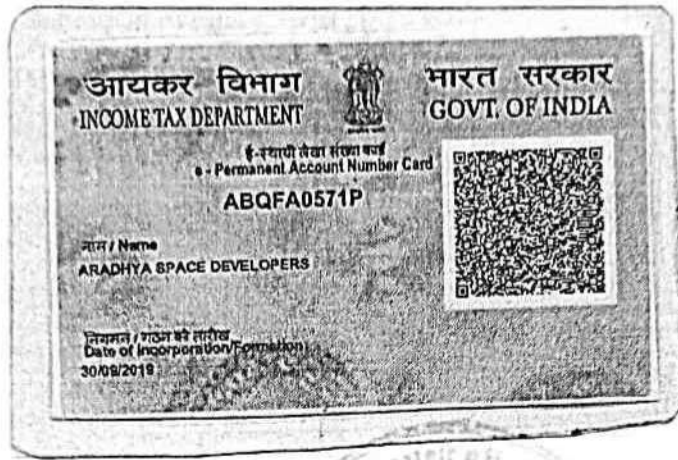 आयकर विभाग
INCOME TAX DEPARTMENT
भारत सरकार
GOVT. OF INDIA
ई-स्थायी लेखा संख्या कार्ड
e - Permanent Account Number Card
ABQFA0571P
नाम / Name
ARADHYA SPACE DEVELOPERS
निगमन / गठन की तारीख
Date of Incorporation/Formation
30/09/2019